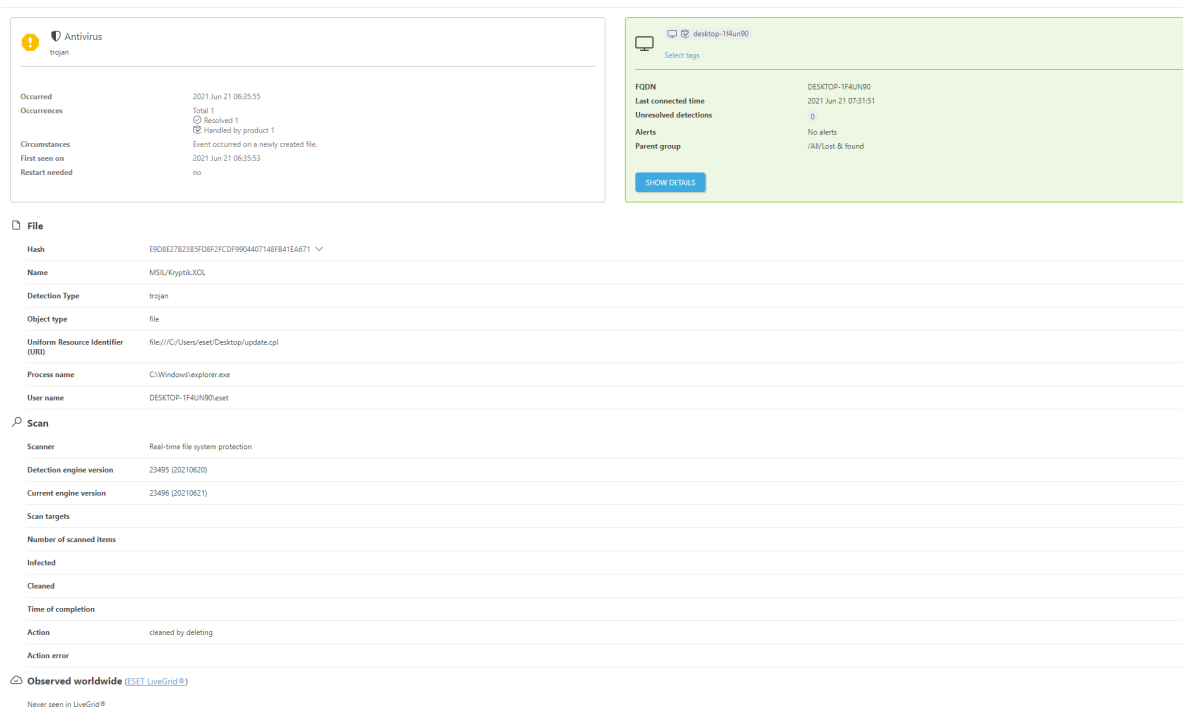 Antivirus
trojan
Occurred 2021 Jun 21 06:35:55
Occurrences Total 1
Resolved 1
Handled by product 1
Circumstances Event occurred on a newly created file.
First seen on 2021 Jun 21 06:35:53
Restart needed no
desktop-1f4un90
Select tags
FQDN DESKTOP-1F4UN90
Last connected time 2021 Jun 21 07:31:51
Unresolved detections 0
Alerts No alerts
Parent group /All/Lost & found
SHOW DETAILS
File
Hash E9D8E27B23B5FD8F2FCDF9904407148FB41EA671
Name MSIL/Kryptik.XOL
Detection Type trojan
Object type file
Uniform Resource Identifier file:///C:/Users/eset/Desktop/update.cpl
(URI)
Process name C:\Windows\explorer.exe
User name DESKTOP-1F4UN90\eset
Scan
Scanner Real-time file system protection
Detection engine version 23495 (20210620)
Current engine version 23496 (20210621)
Scan targets
Number of scanned items
Infected
Cleaned
Time of completion
Action cleaned by deleting
Action error
Observed worldwide (ESET LiveGrid®)
Never seen in LiveGrid®